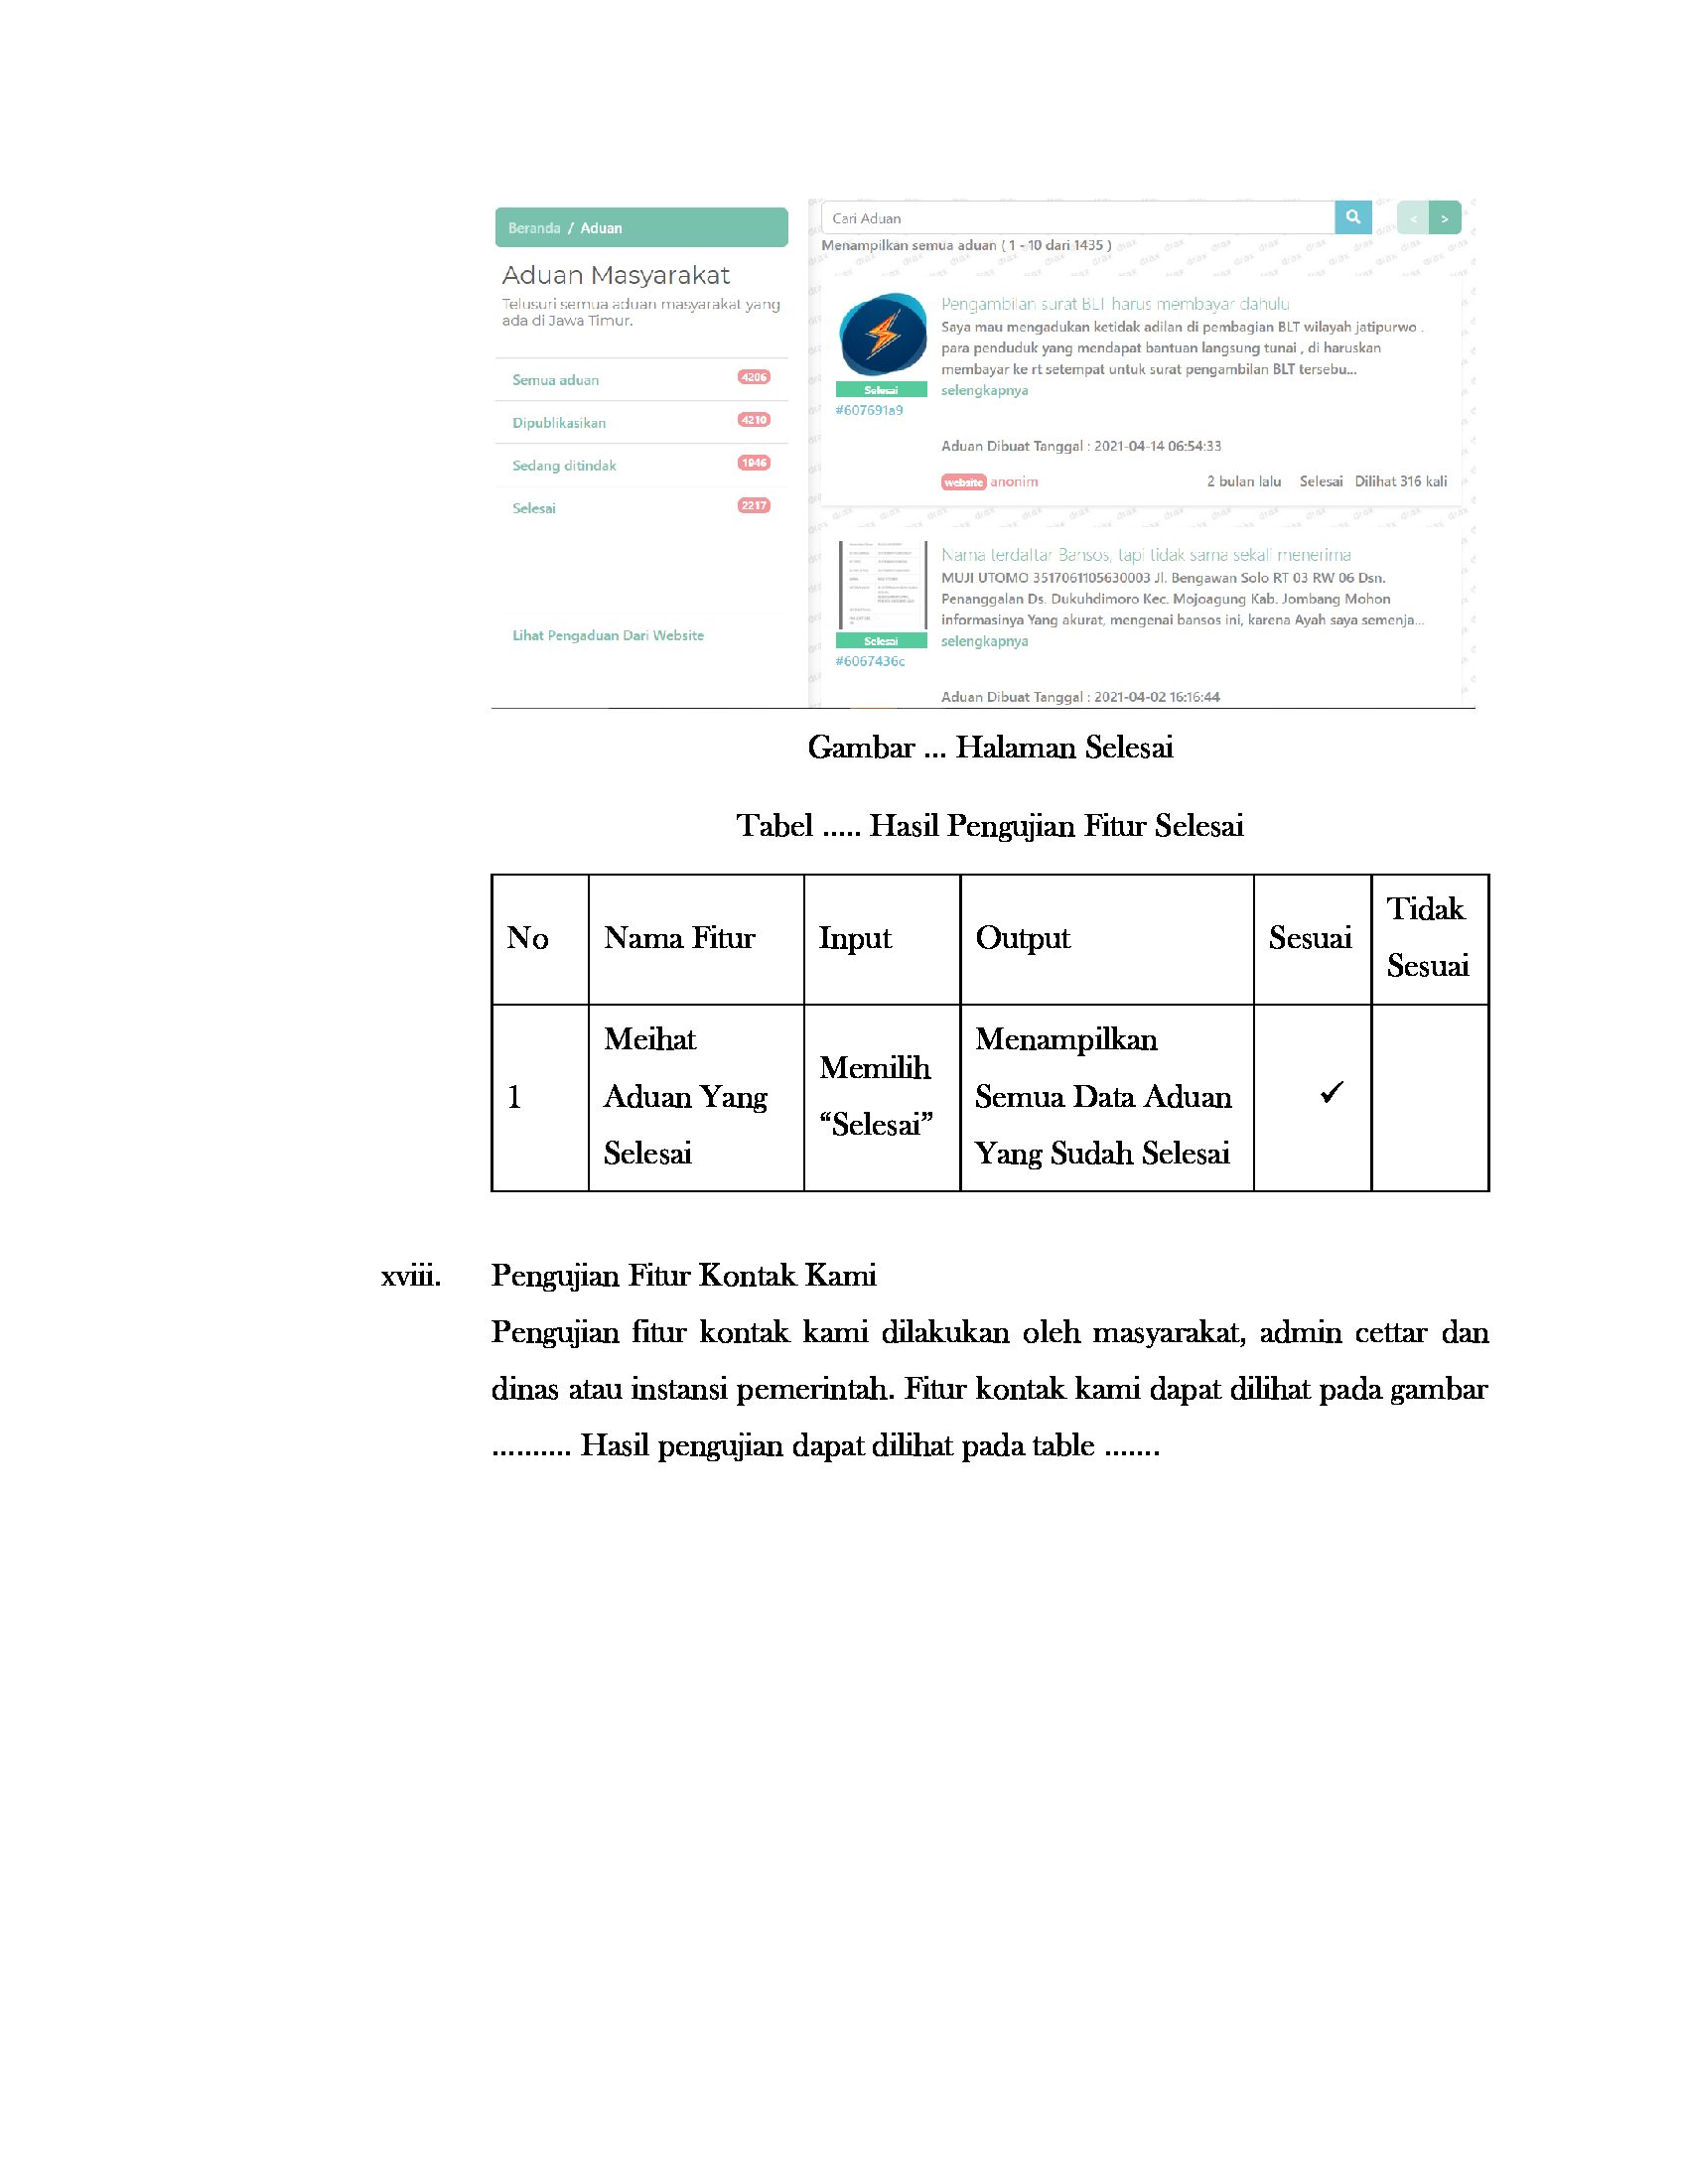 Beranda / Aduan
Aduan Masyarakat
Telusuri semua aduan masyarakat yang
ada di Jawa Timur.
Semua aduan 4206
Dipublikasikan 4210
Sedang ditindak 1946
Selesai 2217
Lihat Pengaduan Dari Website
Cari Aduan < >
Menampilkan semua aduan ( 1 - 10 dari 1435 )
Pengambilan surat BLT harus membayar dahulu
Saya mau mengadukan ketidak adilan di pembagian BLT wilayah jatipurwo .
para penduduk yang mendapat bantuan langsung tunai , di haruskan
membayar ke rt setempat untuk surat pengambilan BLT tersebu...
selengkapnya
Selesai
#607691a9
Aduan Dibuat Tanggal : 2021-04-14 06:54:33
website anonim 2 bulan lalu Selesai Dilihat 316 kali
Nama terdaftar Bansos, tapi tidak sama sekali menerima
MUJI UTOMO 3517061105630003 Jl. Bengawan Solo RT 03 RW 06 Dsn.
Penanggalan Ds. Dukuhdimoro Kec. Mojoagung Kab. Jombang Mohon
informasinya Yang akurat, mengenai bansos ini, karena Ayah saya semenja...
selengkapnya
Selesai
#6067436c
Aduan Dibuat Tanggal : 2021-04-02 16:16:44
Gambar ... Halaman Selesai
Tabel ..... Hasil Pengujian Fitur Selesai
No
Nama Fitur
Input
Output
Sesuai
Tidak
Sesuai
1
Meihat
Aduan Yang
Selesai
Memilih
“Selesai”
Menampilkan
Semua Data Aduan
Yang Sudah Selesai
✓
xviii. Pengujian Fitur Kontak Kami
Pengujian fitur kontak kami dilakukan oleh masyarakat, admin cettar dan
dinas atau instansi pemerintah. Fitur kontak kami dapat dilihat pada gambar
.......... Hasil pengujian dapat dilihat pada table .......